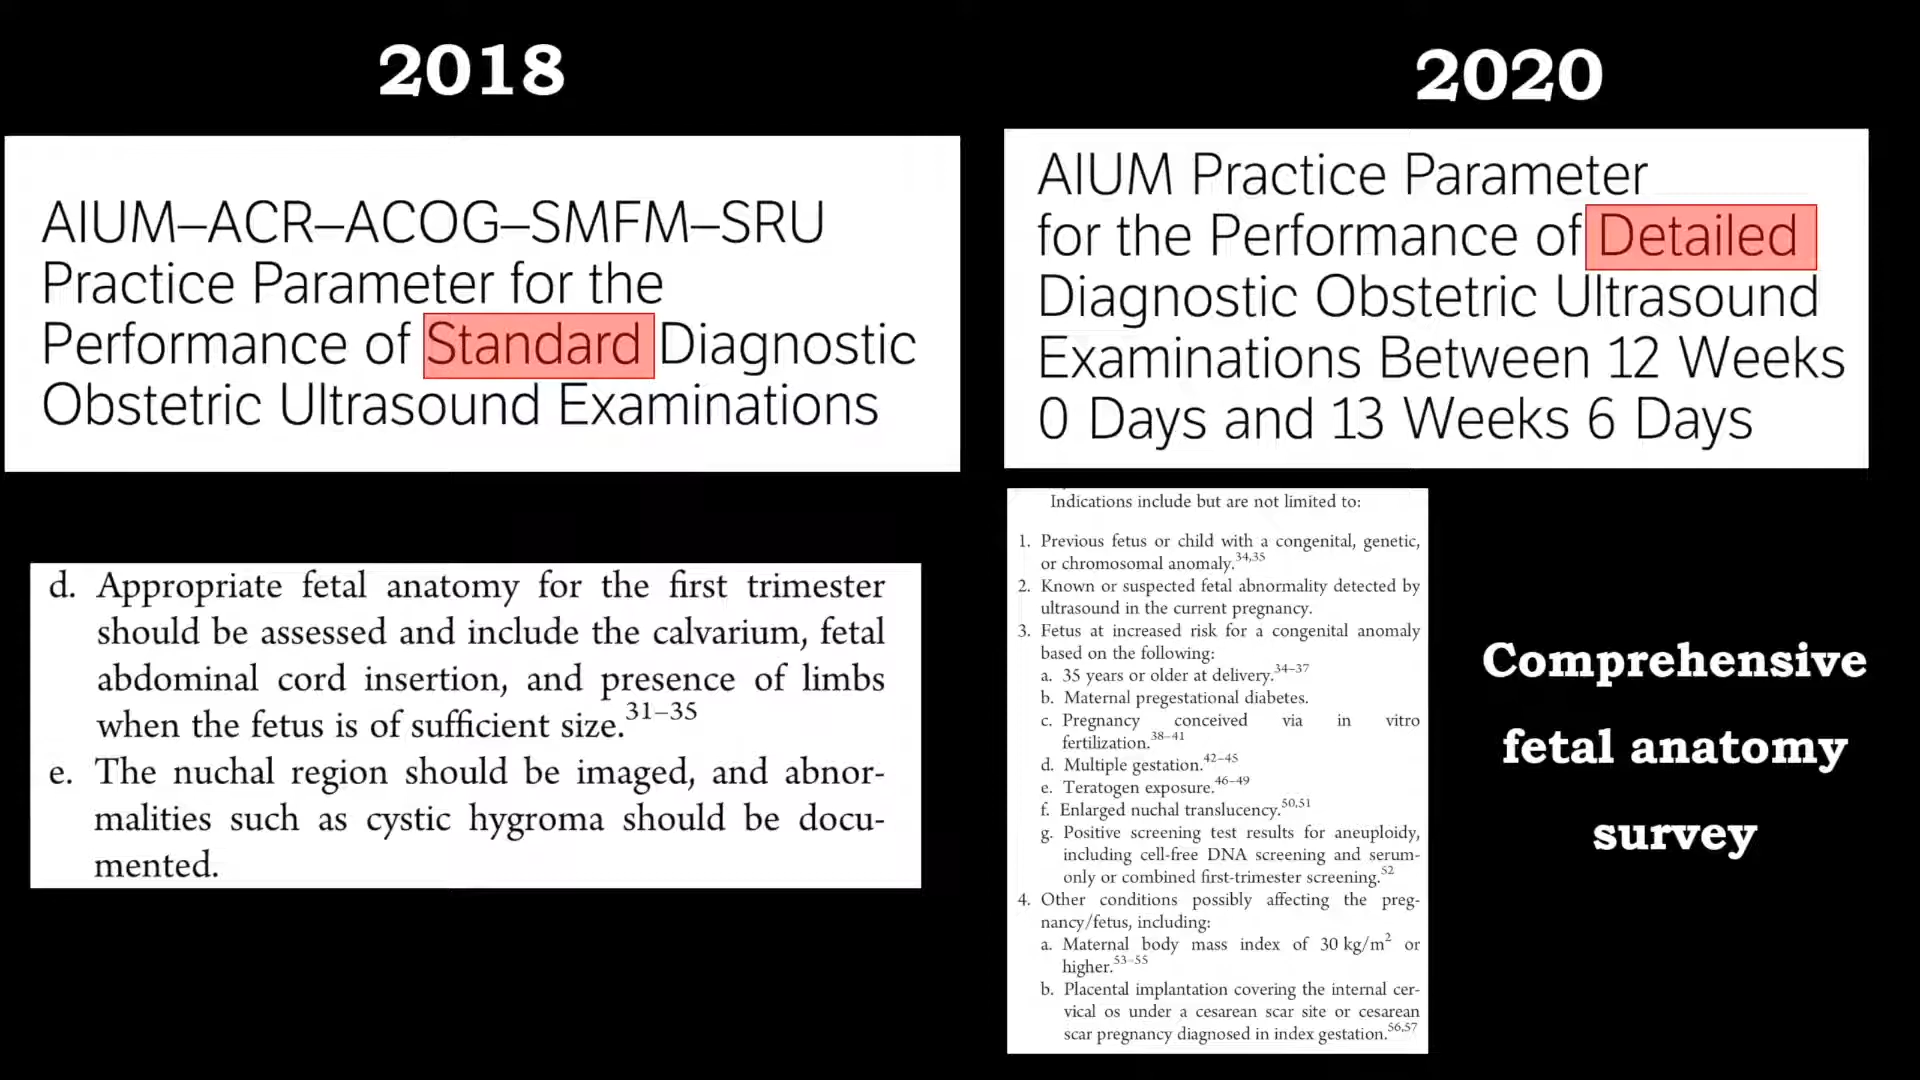 2018
AIUM–ACR–ACOG–SMFM–SRU
Practice Parameter for the
Performance of Standard Diagnostic
Obstetric Ultrasound Examinations
d. Appropriate fetal anatomy for the first trimester
should be assessed and include the calvarium, fetal
abdominal cord insertion, and presence of limbs
when the fetus is of sufficient size.31–35
e. The nuchal region should be imaged, and abnor-
malities such as cystic hygroma should be docu-
mented.
2020
AIUM Practice Parameter
for the Performance of Detailed
Diagnostic Obstetric Ultrasound
Examinations Between 12 Weeks
0 Days and 13 Weeks 6 Days
Indications include but are not limited to:
1. Previous fetus or child with a congenital, genetic,
or chromosomal anomaly.34,35
2. Known or suspected fetal abnormality detected by
ultrasound in the current pregnancy.
3. Fetus at increased risk for a congenital anomaly
based on the following:
a. 35 years or older at delivery.34–37
b. Maternal pregestational diabetes.
c. Pregnancy conceived via in vitro
fertilization.38–41
d. Multiple gestation.42–45
e. Teratogen exposure.46–49
f. Enlarged nuchal translucency.50,51
g. Positive screening test results for aneuploidy,
including cell-free DNA screening and serum-
only or combined first-trimester screening.52
4. Other conditions possibly affecting the preg-
nancy/fetus, including:
a. Maternal body mass index of 30 kg/m2 or
higher.53–55
b. Placental implantation covering the internal cer-
vical os under a cesarean scar site or cesarean
scar pregnancy diagnosed in index gestation.56,57
Comprehensive
fetal anatomy
survey